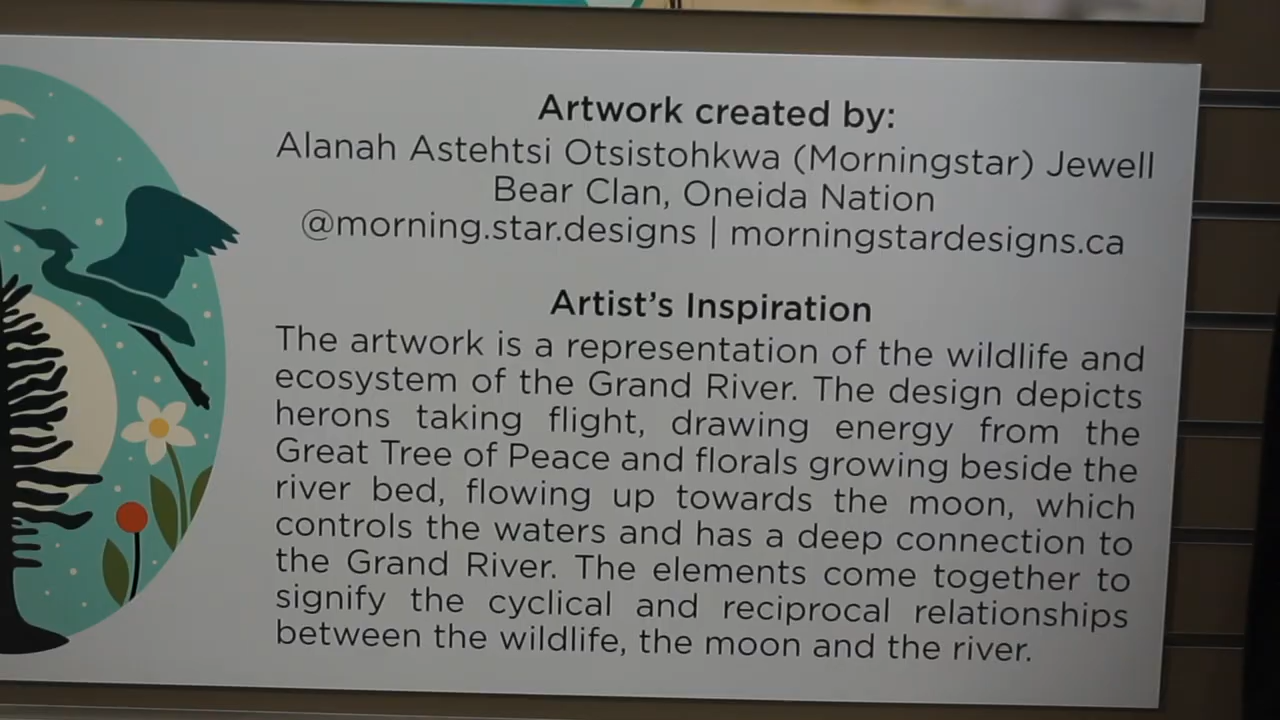 Artwork created by:
Alanah Astehtsi Otsistohkwa (Morningstar) Jewell
Bear Clan, Oneida Nation
@morning.star.designs | morningstardesigns.ca
Artist's Inspiration
The artwork is a representation of the wildlife and
ecosystem of the Grand River. The design depicts
herons taking flight, drawing energy from the
Great Tree of Peace and florals growing beside the
river bed, flowing up towards the moon, which
controls the waters and has a deep connection to
the Grand River. The elements come together to
signify the cyclical and reciprocal relationships
between the wildlife, the moon and the river.